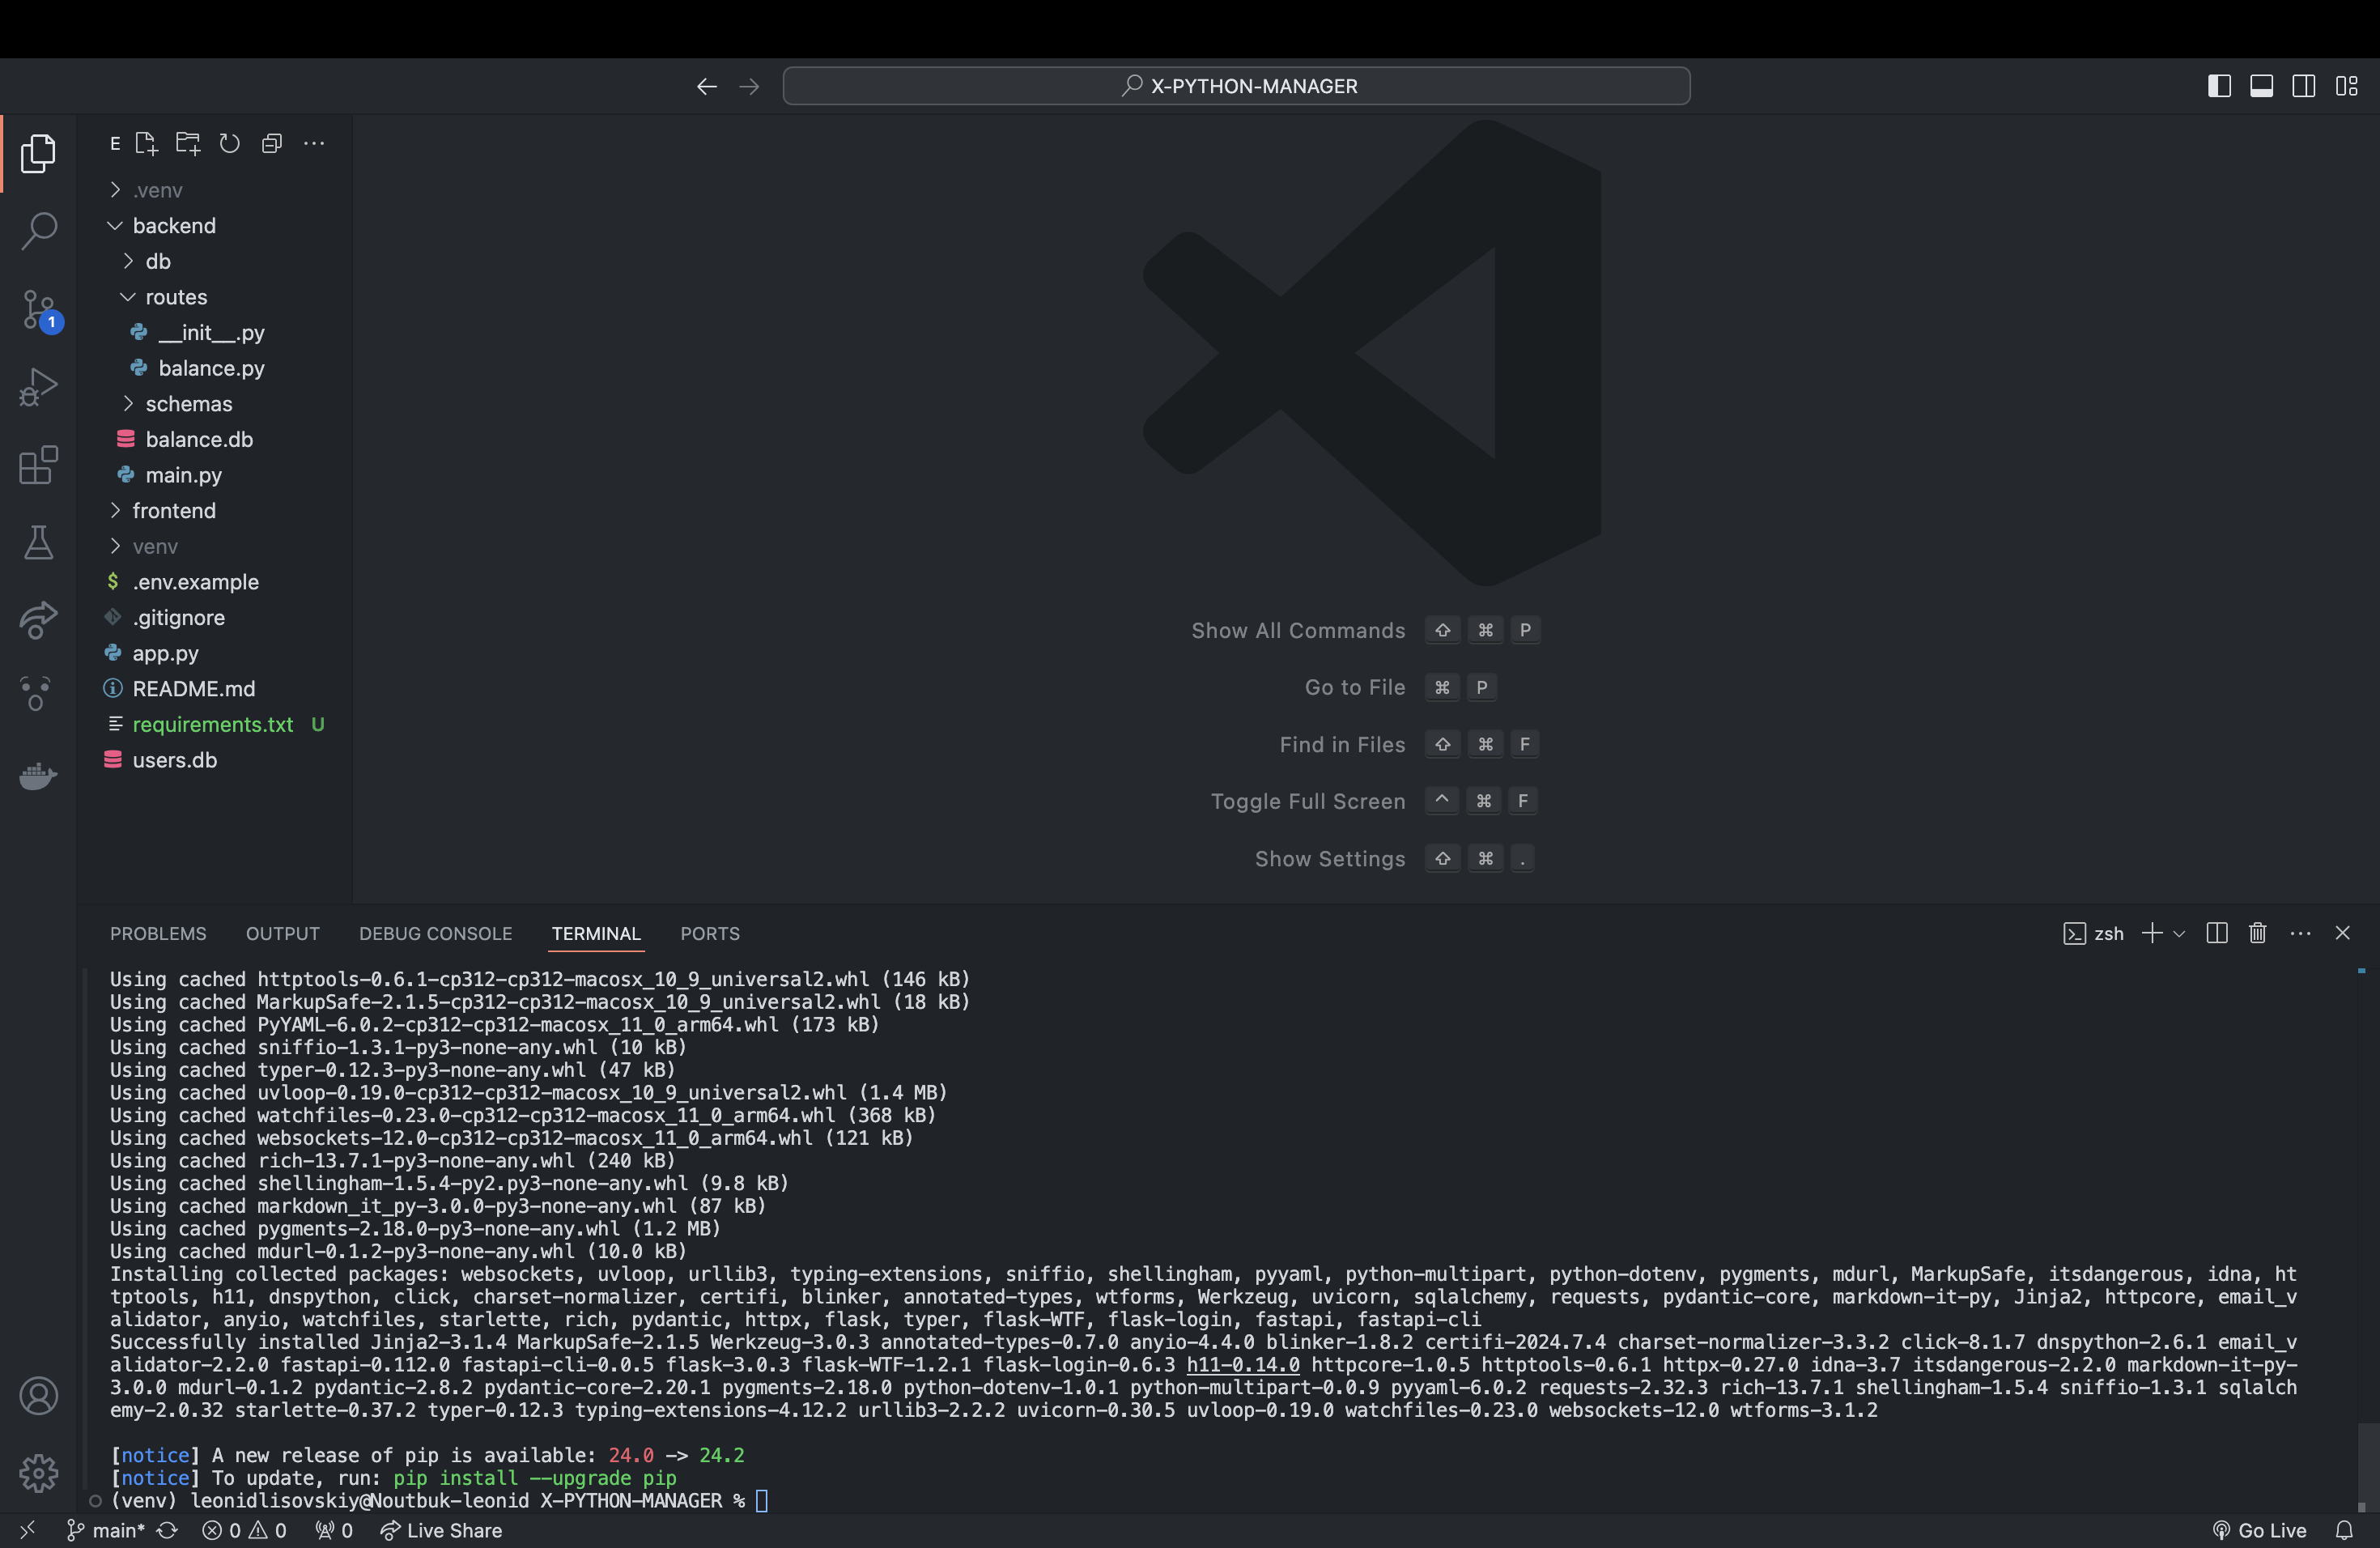 X-PYTHON-MANAGER
E
.venv
backend
db
routes
__init__.py
balance.py
schemas
balance.db
main.py
frontend
venv
.env.example
.gitignore
app.py
README.md
requirements.txt U
users.db
1
Show All Commands ⇧ ⌘ P
Go to File ⌘ P
Find in Files ⇧ ⌘ F
Toggle Full Screen ^ ⌘ F
Show Settings ⇧ ⌘ .
PROBLEMS OUTPUT DEBUG CONSOLE TERMINAL PORTS
zsh
Using cached httptools-0.6.1-cp312-cp312-macosx_10_9_universal2.whl (146 kB)
Using cached MarkupSafe-2.1.5-cp312-cp312-macosx_10_9_universal2.whl (18 kB)
Using cached PyYAML-6.0.2-cp312-cp312-macosx_11_0_arm64.whl (173 kB)
Using cached sniffio-1.3.1-py3-none-any.whl (10 kB)
Using cached typer-0.12.3-py3-none-any.whl (47 kB)
Using cached uvloop-0.19.0-cp312-cp312-macosx_10_9_universal2.whl (1.4 MB)
Using cached watchfiles-0.23.0-cp312-cp312-macosx_11_0_arm64.whl (368 kB)
Using cached websockets-12.0-cp312-cp312-macosx_11_0_arm64.whl (121 kB)
Using cached rich-13.7.1-py3-none-any.whl (240 kB)
Using cached shellingham-1.5.4-py2.py3-none-any.whl (9.8 kB)
Using cached markdown_it_py-3.0.0-py3-none-any.whl (87 kB)
Using cached pygments-2.18.0-py3-none-any.whl (1.2 MB)
Using cached mdurl-0.1.2-py3-none-any.whl (10.0 kB)
Installing collected packages: websockets, uvloop, urllib3, typing-extensions, sniffio, shellingham, pyyaml, python-multipart, python-dotenv, pygments, mdurl, MarkupSafe, itsdangerous, idna, ht
tptools, h11, dnspython, click, charset-normalizer, certifi, blinker, annotated-types, wtforms, Werkzeug, uvicorn, sqlalchemy, requests, pydantic-core, markdown-it-py, Jinja2, httpcore, email_v
alidator, anyio, watchfiles, starlette, rich, pydantic, httpx, flask, typer, flask-WTF, flask-login, fastapi, fastapi-cli
Successfully installed Jinja2-3.1.4 MarkupSafe-2.1.5 Werkzeug-3.0.3 annotated-types-0.7.0 anyio-4.4.0 blinker-1.8.2 certifi-2024.7.4 charset-normalizer-3.3.2 click-8.1.7 dnspython-2.6.1 email_v
alidator-2.2.0 fastapi-0.112.0 fastapi-cli-0.0.5 flask-3.0.3 flask-WTF-1.2.1 flask-login-0.6.3 h11-0.14.0 httpcore-1.0.5 httptools-0.6.1 httpx-0.27.0 idna-3.7 itsdangerous-2.2.0 markdown-it-py-
3.0.0 mdurl-0.1.2 pydantic-2.8.2 pydantic-core-2.20.1 pygments-2.18.0 python-dotenv-1.0.1 python-multipart-0.0.9 pyyaml-6.0.2 requests-2.32.3 rich-13.7.1 shellingham-1.5.4 sniffio-1.3.1 sqlalch
emy-2.0.32 starlette-0.37.2 typer-0.12.3 typing-extensions-4.12.2 urllib3-2.2.2 uvicorn-0.30.5 uvloop-0.19.0 watchfiles-0.23.0 websockets-12.0 wtforms-3.1.2
[notice] A new release of pip is available: 24.0 -> 24.2
[notice] To update, run: pip install --upgrade pip
(venv) leonidlisovskiy@Noutbuk-leonid X-PYTHON-MANAGER %
main* 0 0 0 Live Share Go Live